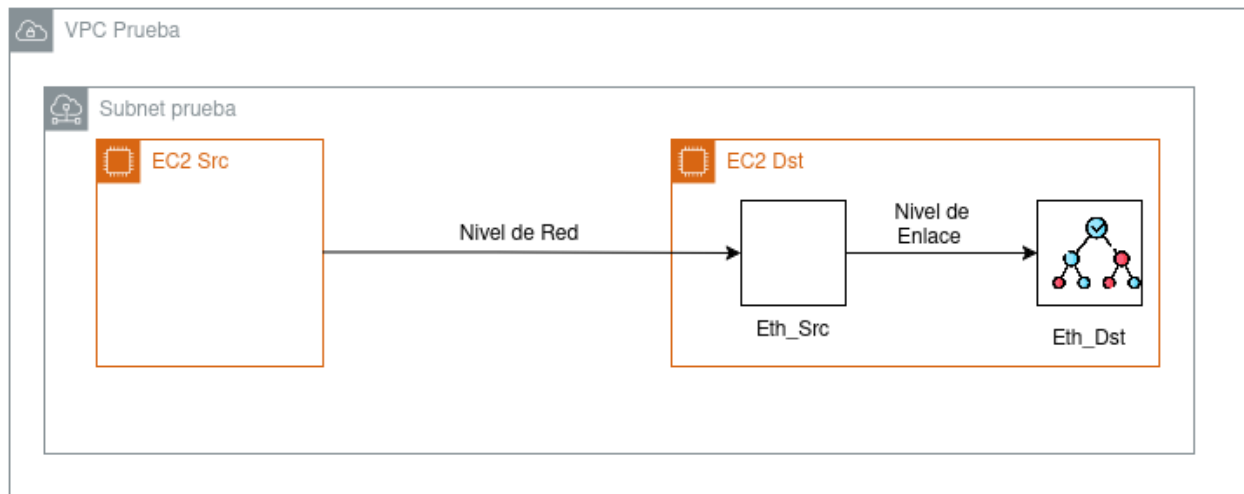 VPC Prueba
Subnet prueba
EC2 Src
EC2 Dst
Nivel de Red
Nivel de
Enlace
Eth_Src
Eth_Dst